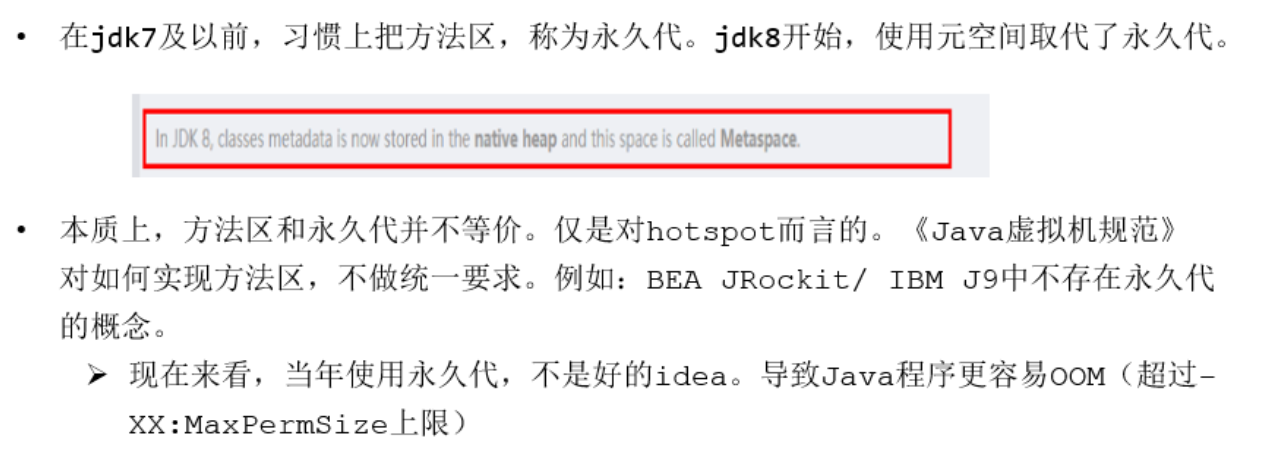 • 在jdk7及以前，习惯上把方法区，称为永久代。jdk8开始，使用元空间取代了永久代。
In JDK 8, classes metadata is now stored in the native heap and this space is called Metaspace.
• 本质上，方法区和永久代并不等价。仅是对hotspot而言的。《Java虚拟机规范》
对如何实现方法区，不做统一要求。例如：BEA JRockit/ IBM J9中不存在永久代
的概念。
➢ 现在来看，当年使用永久代，不是好的idea。导致Java程序更容易OOM（超过-
XX:MaxPermSize上限）